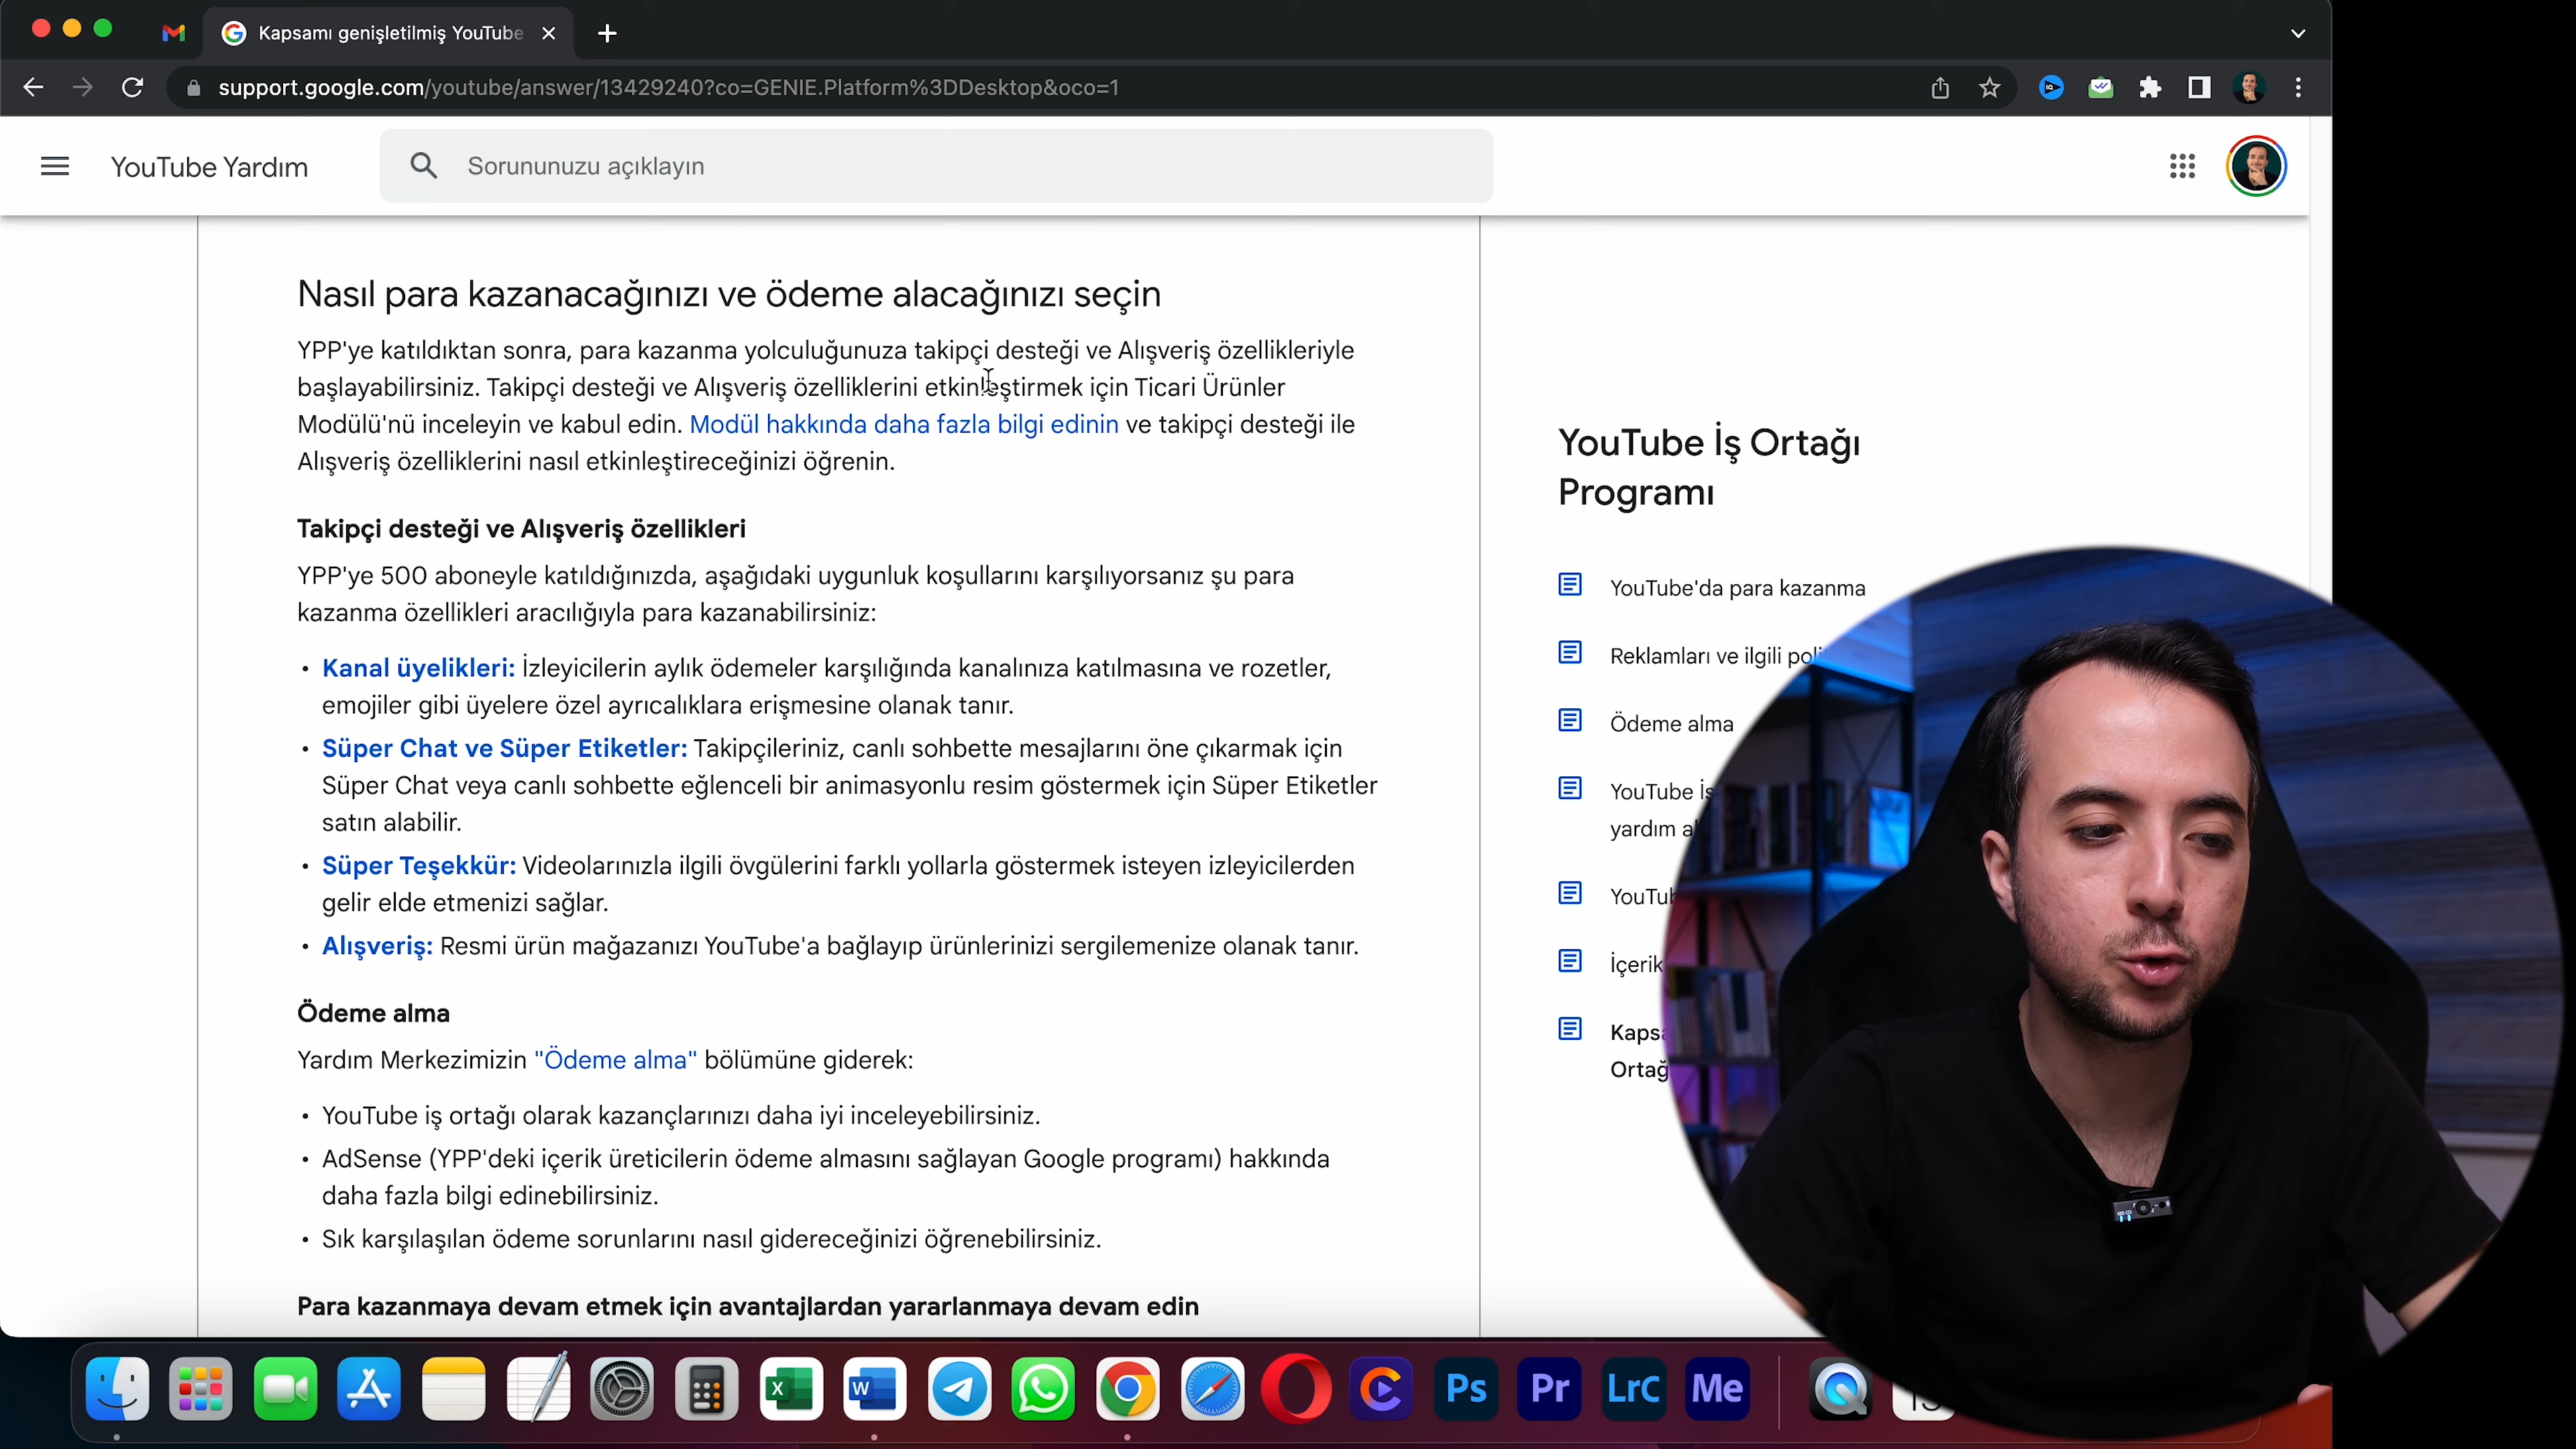 Kapsamı genişletilmiş YouTube
support.google.com/youtube/answer/13429240?co=GENIE.Platform%3DDesktop&oco=1
YouTube Yardım
Sorununuzu açıklayın
Nasıl para kazanacağınızı ve ödeme alacağınızı seçin
YPP'ye katıldıktan sonra, para kazanma yolculuğunuza takipçi desteği ve Alışveriş özellikleriyle
başlayabilirsiniz. Takipçi desteği ve Alışveriş özelliklerini etkinleştirmek için Ticari Ürünler
Modülü'nü inceleyin ve kabul edin. Modül hakkında daha fazla bilgi edinin ve takipçi desteği ile
Alışveriş özelliklerini nasıl etkinleştireceğinizi öğrenin.
Takipçi desteği ve Alışveriş özellikleri
YPP'ye 500 aboneyle katıldığınızda, aşağıdaki uygunluk koşullarını karşılıyorsanız şu para
kazanma özellikleri aracılığıyla para kazanabilirsiniz:
• Kanal üyelikleri: İzleyicilerin aylık ödemeler karşılığında kanalınıza katılmasına ve rozetler,
emojiler gibi üyelere özel ayrıcalıklara erişmesine olanak tanır.
• Süper Chat ve Süper Etiketler: Takipçileriniz, canlı sohbette mesajlarını öne çıkarmak için
Süper Chat veya canlı sohbette eğlenceli bir animasyonlu resim göstermek için Süper Etiketler
satın alabilir.
• Süper Teşekkür: Videolarınızla ilgili övgülerini farklı yollarla göstermek isteyen izleyicilerden
gelir elde etmenizi sağlar.
• Alışveriş: Resmi ürün mağazanızı YouTube'a bağlayıp ürünlerinizi sergilemenize olanak tanır.
Ödeme alma
Yardım Merkezimizin "Ödeme alma" bölümüne giderek:
• YouTube iş ortağı olarak kazançlarınızı daha iyi inceleyebilirsiniz.
• AdSense (YPP'deki içerik üreticilerin ödeme almasını sağlayan Google programı) hakkında
daha fazla bilgi edinebilirsiniz.
• Sık karşılaşılan ödeme sorunlarını nasıl gidereceğinizi öğrenebilirsiniz.
Para kazanmaya devam etmek için avantajlardan yararlanmaya devam edin
YouTube İş Ortağı
Programı
YouTube'da para kazanma
Reklamları ve ilgili
Ödeme alma
YouTube
yardım
İçerik
X
W
Ps
Pr
LrC
Me